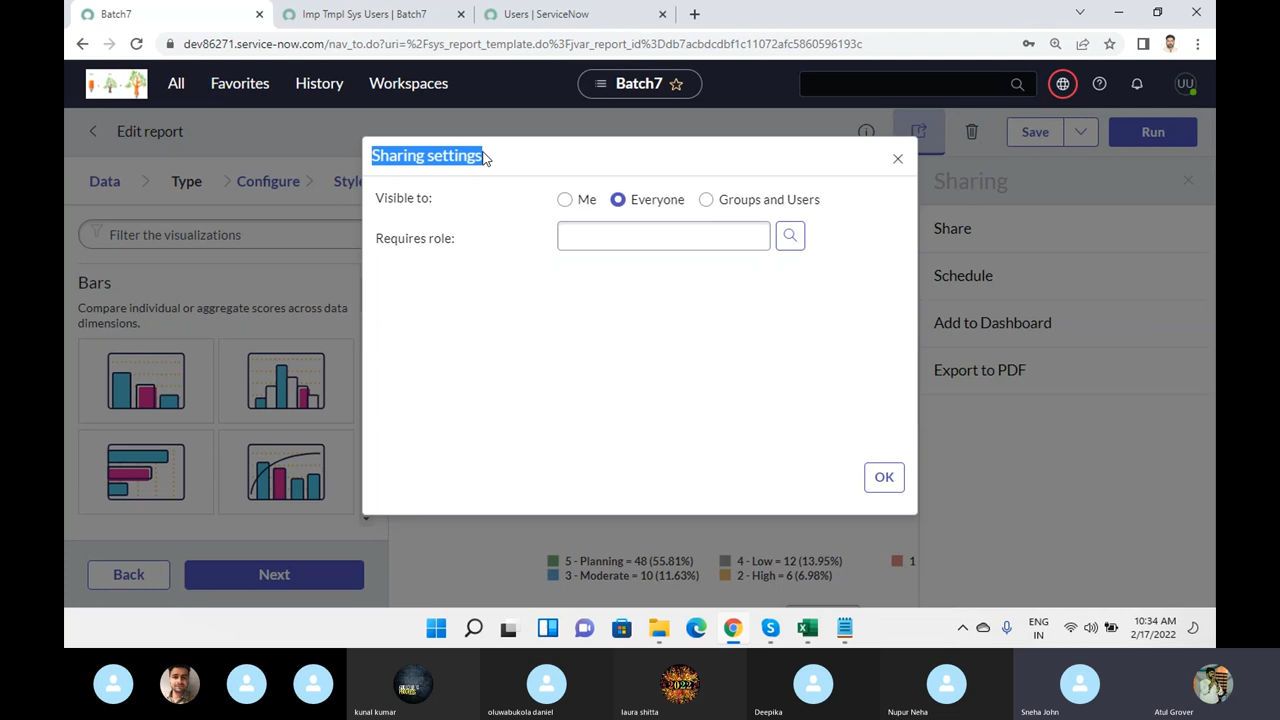 Batch7
Imp Tmpl Sys Users | Batch7
Users | ServiceNow
dev86271.service-now.com/nav_to.do?uri=%2Fsys_report_template.do%3Fjvar_report_id%3Ddb7acbdcdbf1c11072afc5860596193c
All
Favorites
History
Workspaces
Batch7
UU
Edit report
Save
Run
Data
Type
Configure
Style
Sharing settings
Sharing
Filter the visualizations
Visible to:
Me
Everyone
Groups and Users
Requires role:
Share
Schedule
Add to Dashboard
Export to PDF
Bars
Compare individual or aggregate scores across data
dimensions.
OK
5 - Planning = 48 (55.81%)
4 - Low = 12 (13.95%)
1
3 - Moderate = 10 (11.63%)
2 - High = 6 (6.98%)
Back
Next
ENG
IN
10:34 AM
2/17/2022
2022
kunal kumar
oluwabukola daniel
laura shitta
Deepika
Nupur Neha
Sneha John
Atul Grover